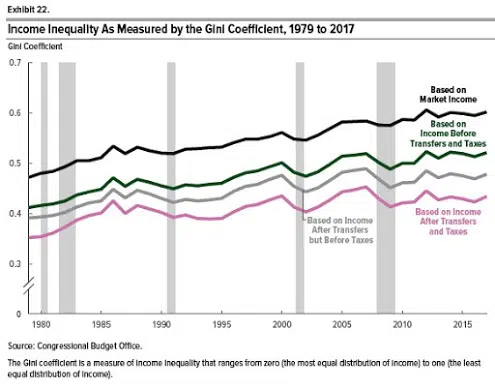 Exhibit 22.
Income Inequality As Measured by the Gini Coefficient, 1979 to 2017
Gini Coefficient
0.7
Based on
Market Income
0.6
Based on
Income Before
Transfers and Taxes
0.5
0.4
Based on Income
After Transfers
but Before Taxes
Based on Income
After Transfers
and Taxes
0.3
0
1980
1985
1990
1995
2000
2005
2010
2015
Source: Congressional Budget Office.
The Gini coefficient is a measure of income inequality that ranges from zero (the most equal distribution of income) to one (the least
equal distribution of income).